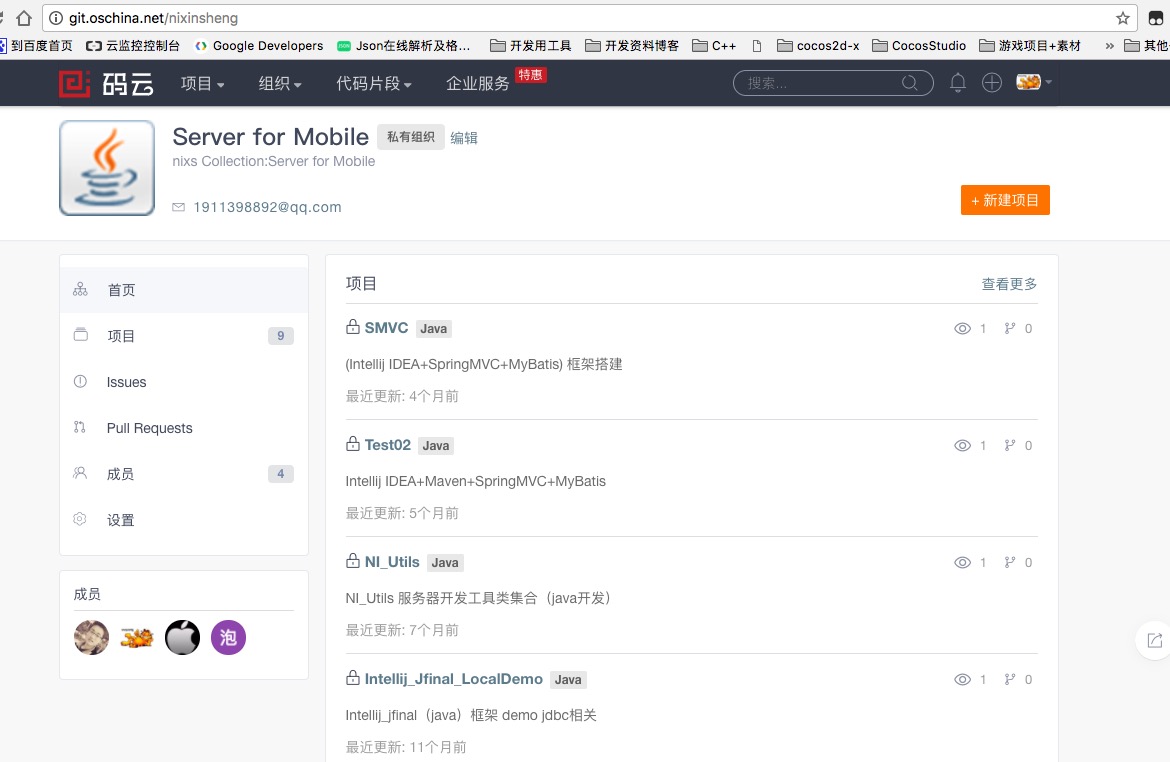 git.oschina.net/nixinsheng
到百度首页 云监控控制台 Google Developers Json在线解析及格... 开发用工具 开发资料博客 C++ cocos2d-x CocosStudio 游戏项目+素材 » 其他
码云 项目 组织 代码片段 企业服务 特惠 搜索...
Server for Mobile 私有组织 编辑
nixs Collection:Server for Mobile
1911398892@qq.com
+ 新建项目
首页
项目 9
Issues
Pull Requests
成员 4
设置
成员
泡
项目 查看更多
SMVC Java 1 0
(Intellij IDEA+SpringMVC+MyBatis) 框架搭建
最近更新: 4个月前
Test02 Java 1 0
Intellij IDEA+Maven+SpringMVC+MyBatis
最近更新: 5个月前
NI_Utils Java 1 0
NI_Utils 服务器开发工具类集合（java开发）
最近更新: 7个月前
Intellij_Jfinal_LocalDemo Java 1 0
Intellij_jfinal（java）框架 demo jdbc相关
最近更新: 11个月前